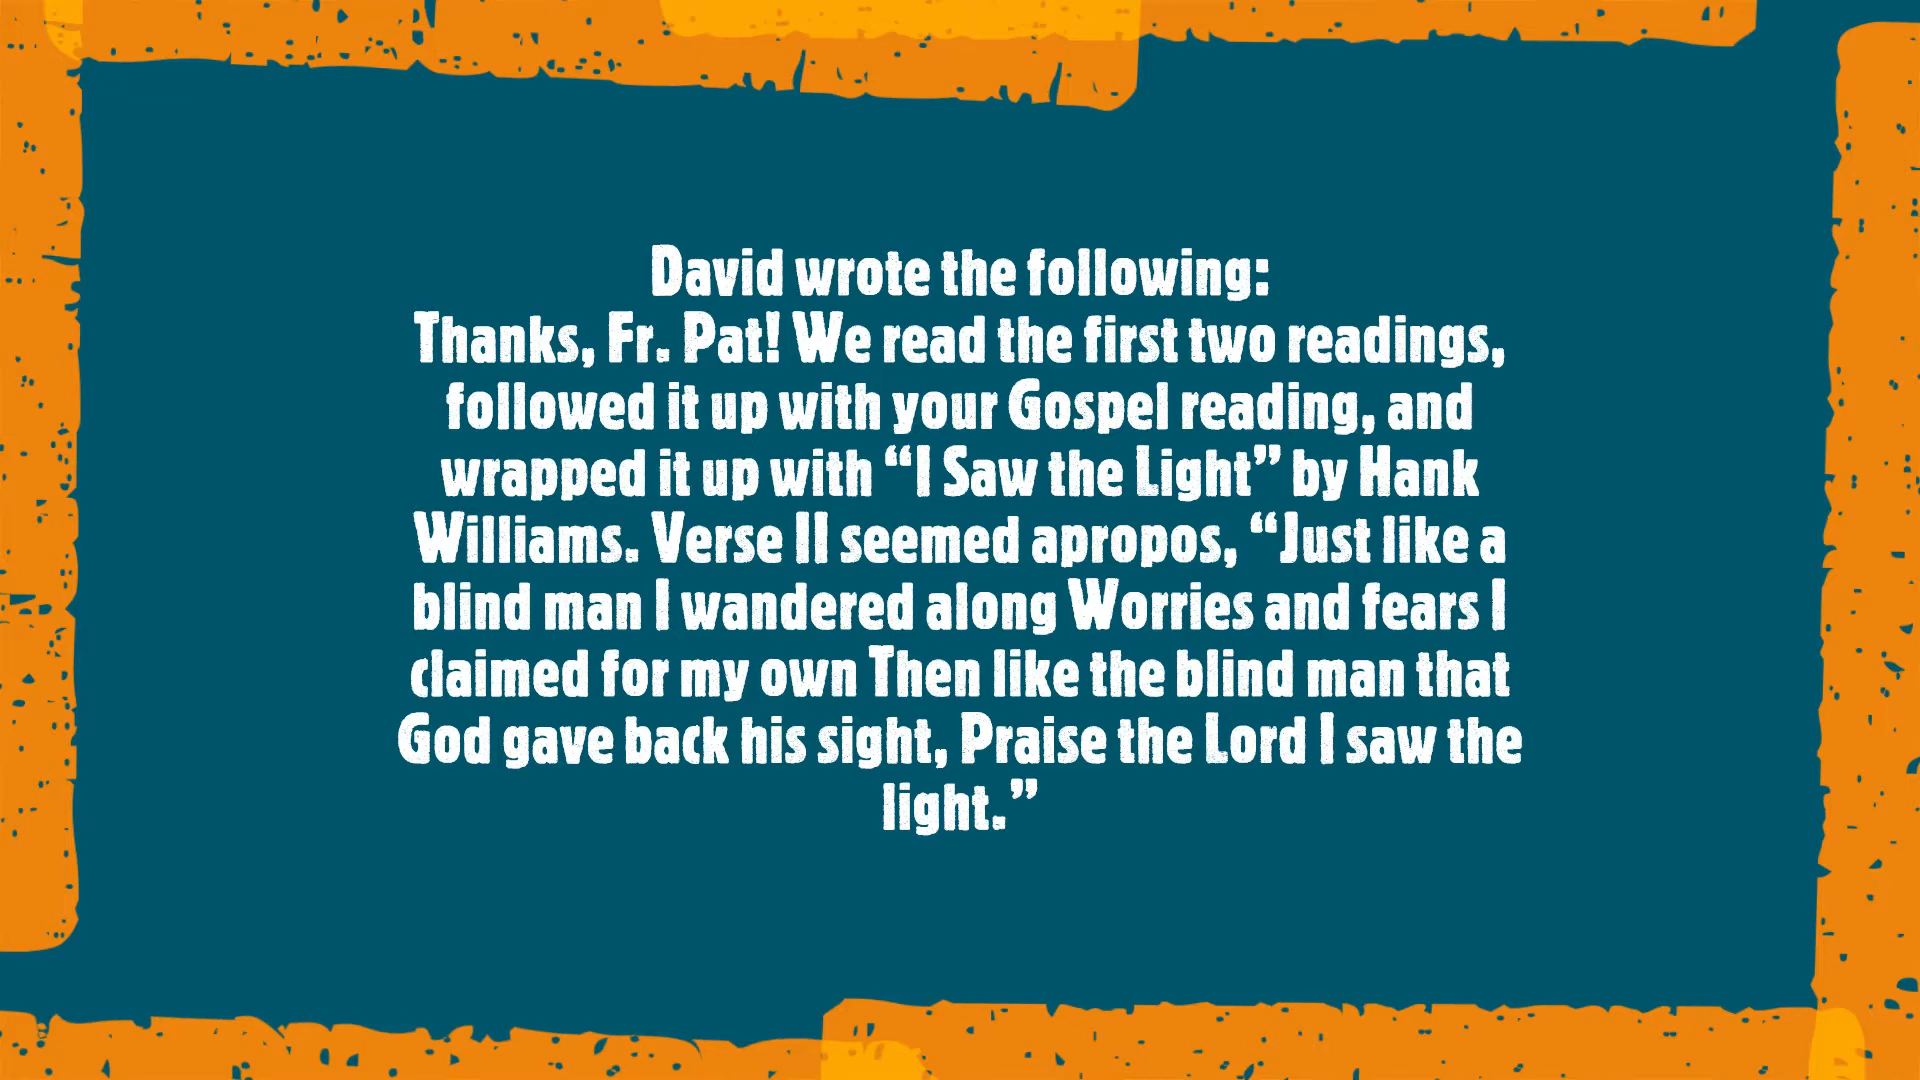 David wrote the following:
Thanks, Fr. Pat! We read the first two readings,
followed it up with your Gospel reading, and
wrapped it up with “I Saw the Light” by Hank
Williams. Verse II seemed apropos, “Just like a
blind man I wandered along Worries and fears I
claimed for my own Then like the blind man that
God gave back his sight, Praise the Lord I saw the
light.”